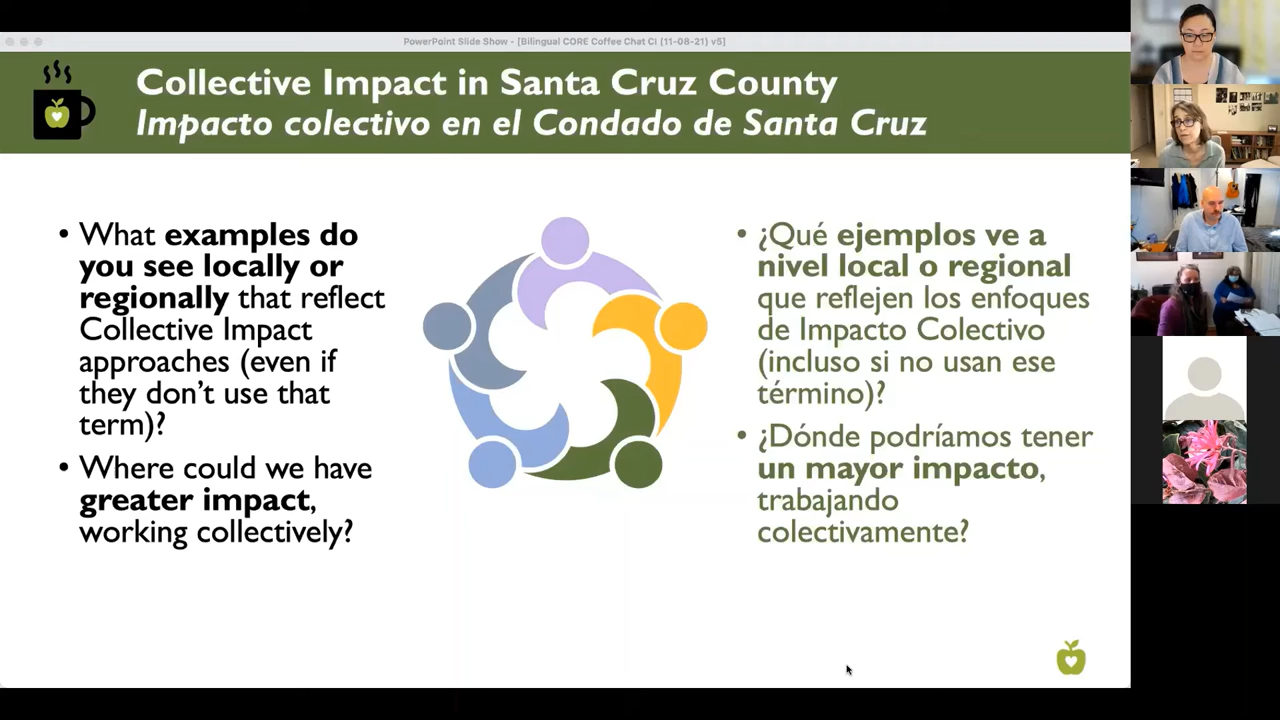 PowerPoint Slide Show - [Bilingual CORE Coffee Chat CI (11-08-21) v5]
Collective Impact in Santa Cruz County
Impacto colectivo en el Condado de Santa Cruz
• What examples do
you see locally or
regionally that reflect
Collective Impact
approaches (even if
they don’t use that
term)?
• Where could we have
greater impact,
working collectively?
• ¿Qué ejemplos ve a
nivel local o regional
que reflejen los enfoques
de Impacto Colectivo
(incluso si no usan ese
término)?
• ¿Dónde podríamos tener
un mayor impacto,
trabajando
colectivamente?